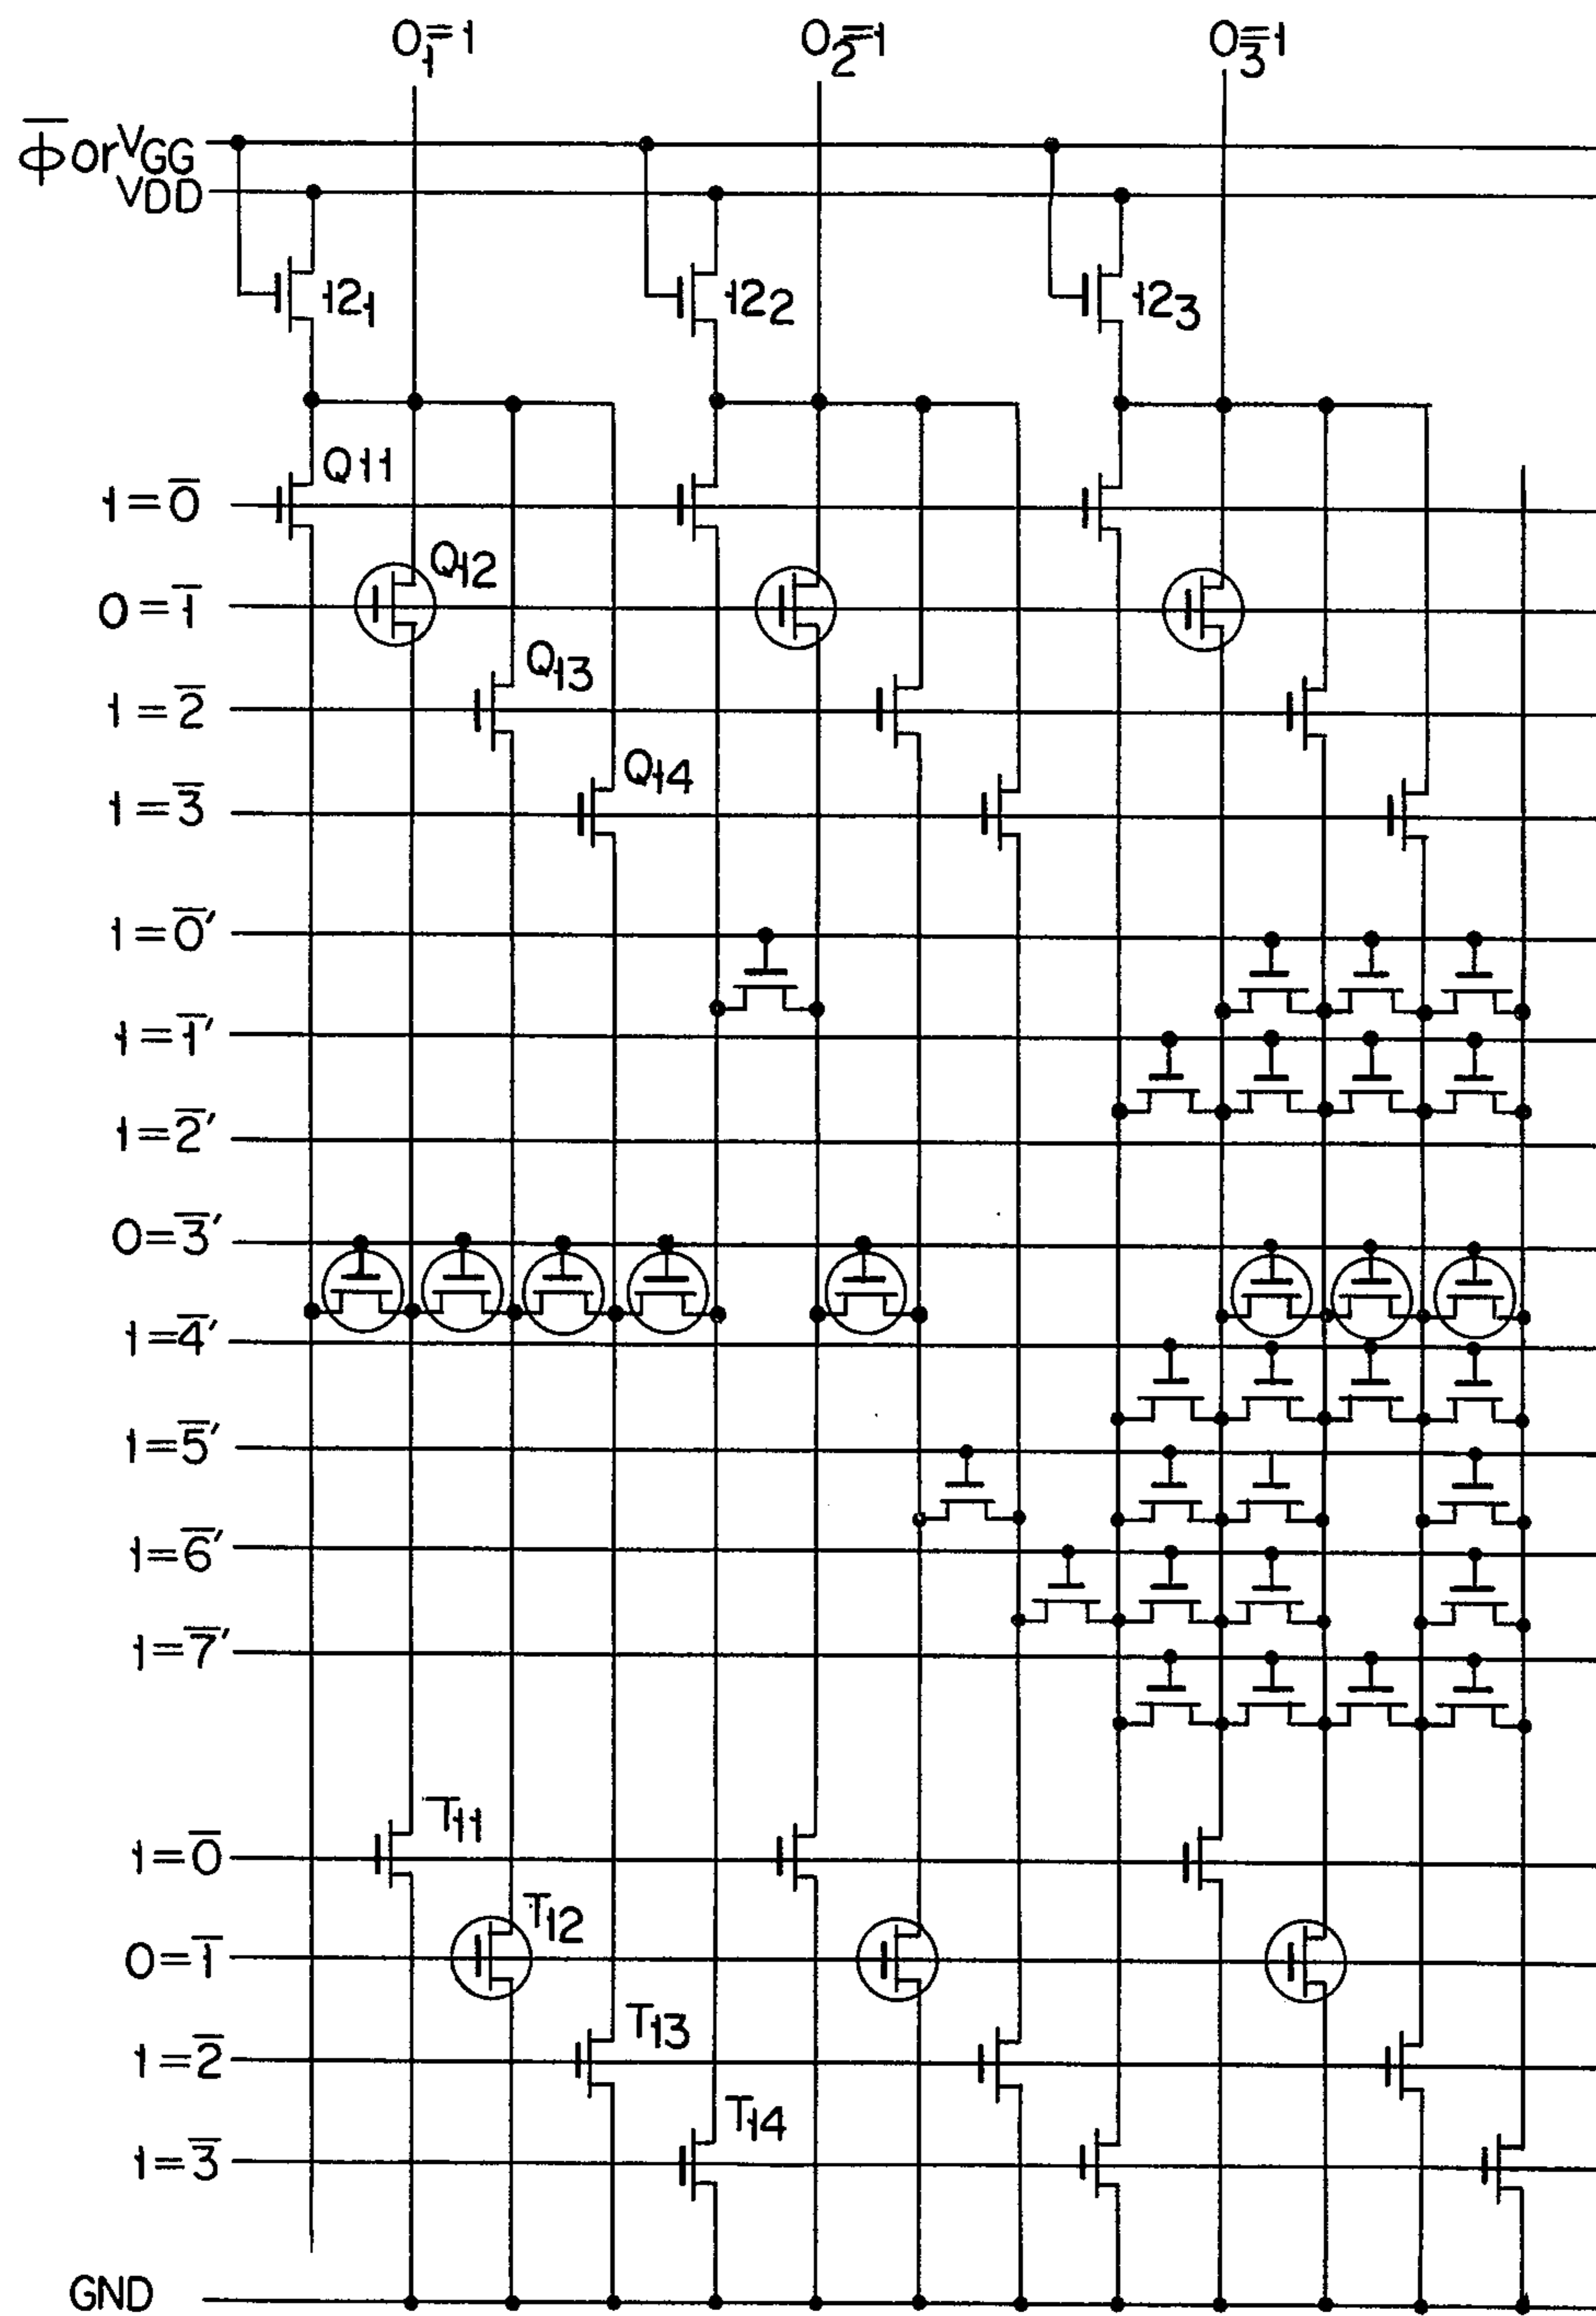 O₁=1 O₂=1 O₃=1
Φ̅ or VGG
VDD
12₁ 12₂ 12₃
Q11
1=0̅
Q12
0=1̅
Q13
1=2̅
Q14
1=3̅
1=0̅′
1=1̅′
1=2̅′
0=3̅′
1=4̅′
1=5̅′
1=6̅′
1=7̅′
T11
1=0̅
T12
0=1̅
T13
1=2̅
T14
1=3̅
GND